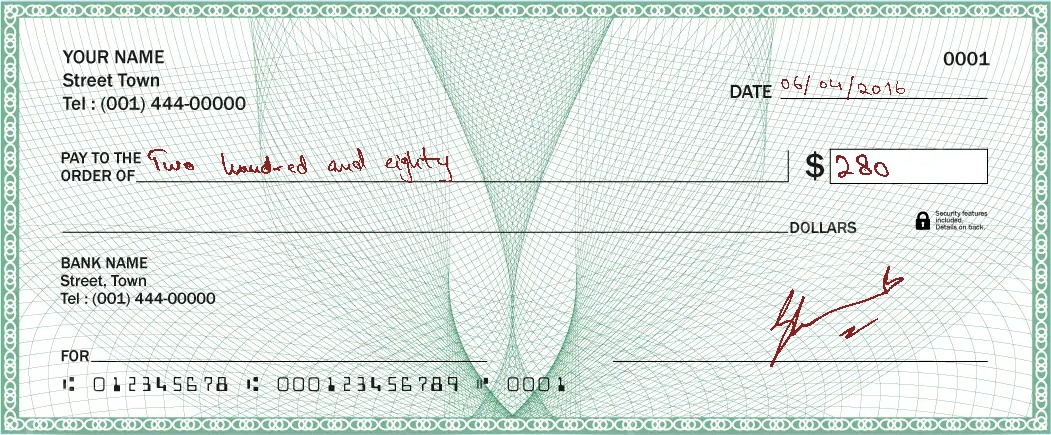 YOUR NAME
0001
Street Town
Tel : (001) 444-00000
DATE 06/04/2016
PAY TO THE
ORDER OF Two hundred and eighty $ 280
DOLLARS
Security features
included.
Details on back.
BANK NAME
Street, Town
Tel : (001) 444-00000
FOR
⑆ 012345678 ⑆ 000123456789 ⑈ 0001